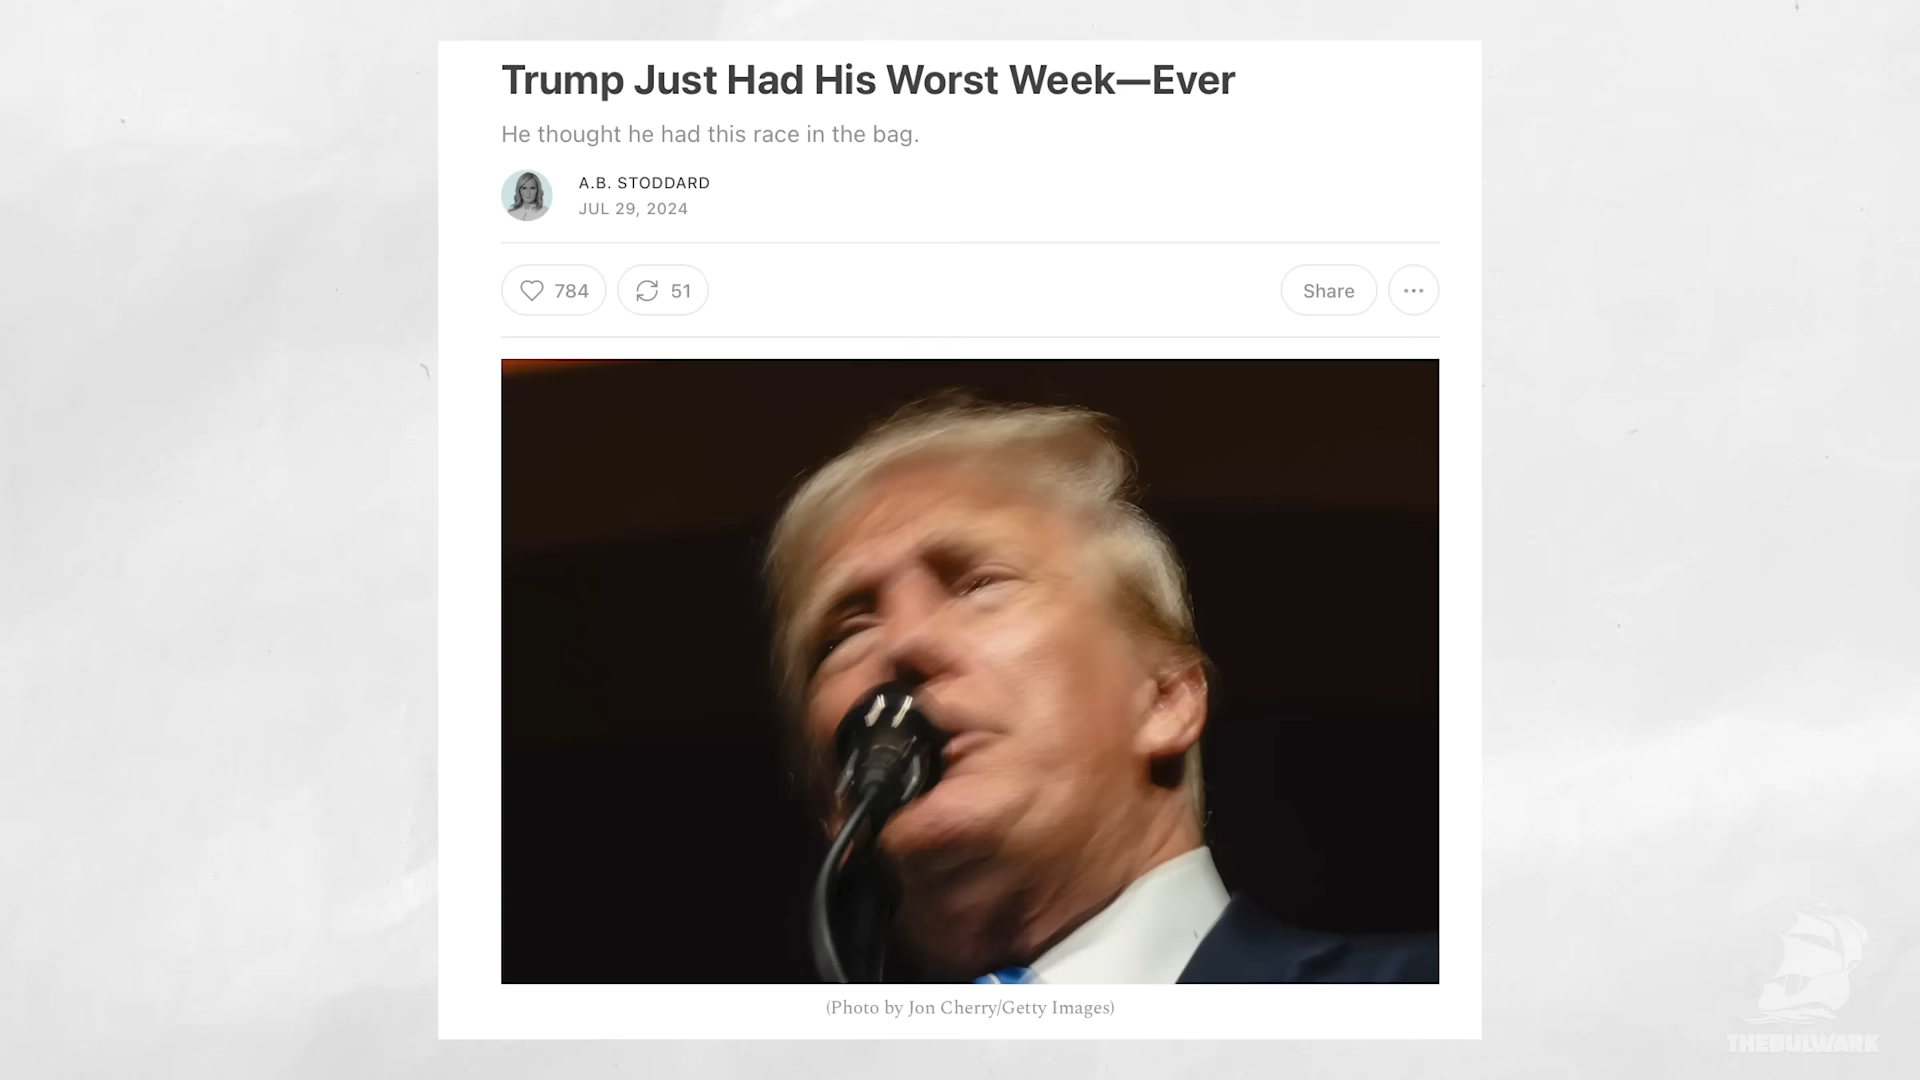 Trump Just Had His Worst Week—Ever
He thought he had this race in the bag.
A.B. STODDARD
JUL 29, 2024
784
51
Share
(Photo by Jon Cherry/Getty Images)
THEBULWARK